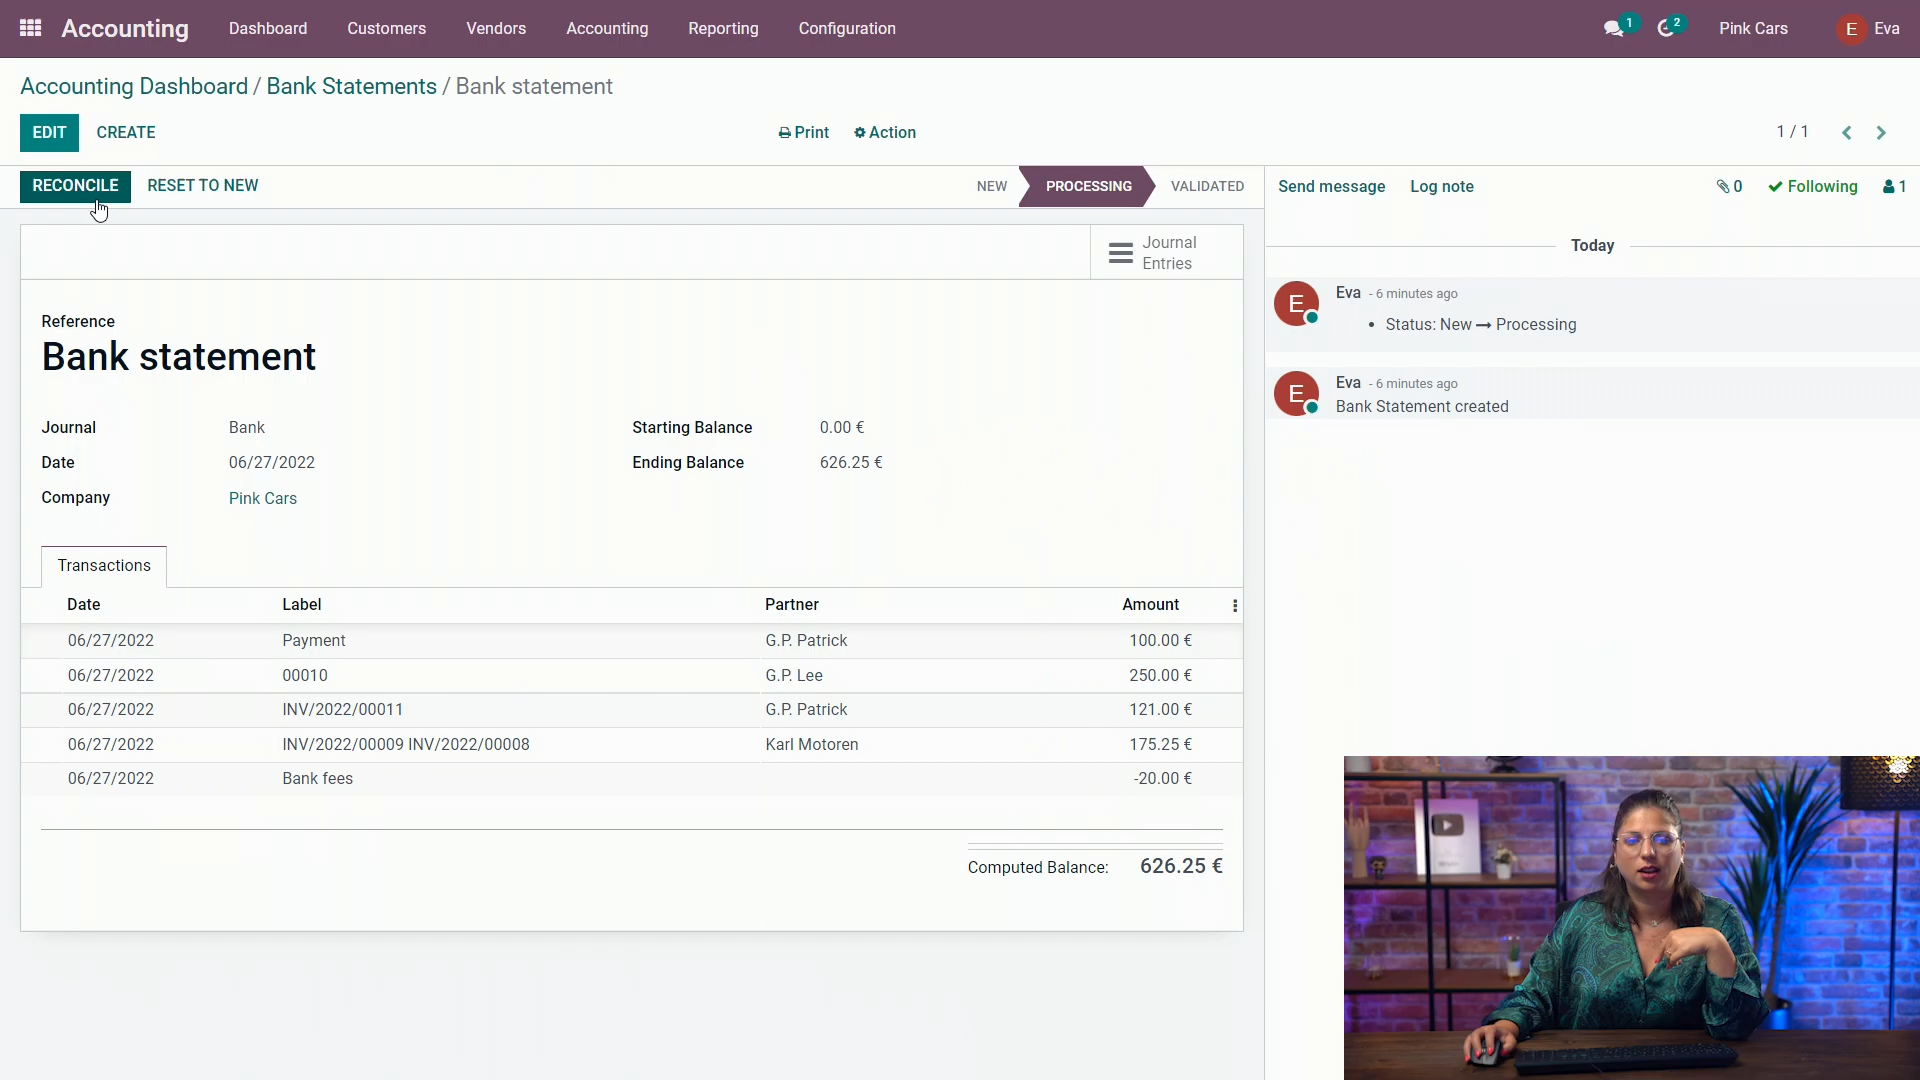 Accounting Dashboard Customers Vendors Accounting Reporting Configuration 1 2 Pink Cars E Eva
Accounting Dashboard / Bank Statements / Bank statement
EDIT CREATE Print Action 1 / 1
RECONCILE RESET TO NEW NEW PROCESSING VALIDATED Send message Log note 0 Following 1
Journal
Entries
Today
E Eva - 6 minutes ago
• Status: New → Processing
E Eva - 6 minutes ago
Bank Statement created
Reference
Bank statement
Journal Bank Starting Balance 0.00 €
Date 06/27/2022 Ending Balance 626.25 €
Company Pink Cars
Transactions
Date Label Partner Amount
06/27/2022 Payment G.P. Patrick 100.00 €
06/27/2022 00010 G.P. Lee 250.00 €
06/27/2022 INV/2022/00011 G.P. Patrick 121.00 €
06/27/2022 INV/2022/00009 INV/2022/00008 Karl Motoren 175.25 €
06/27/2022 Bank fees -20.00 €
Computed Balance: 626.25 €